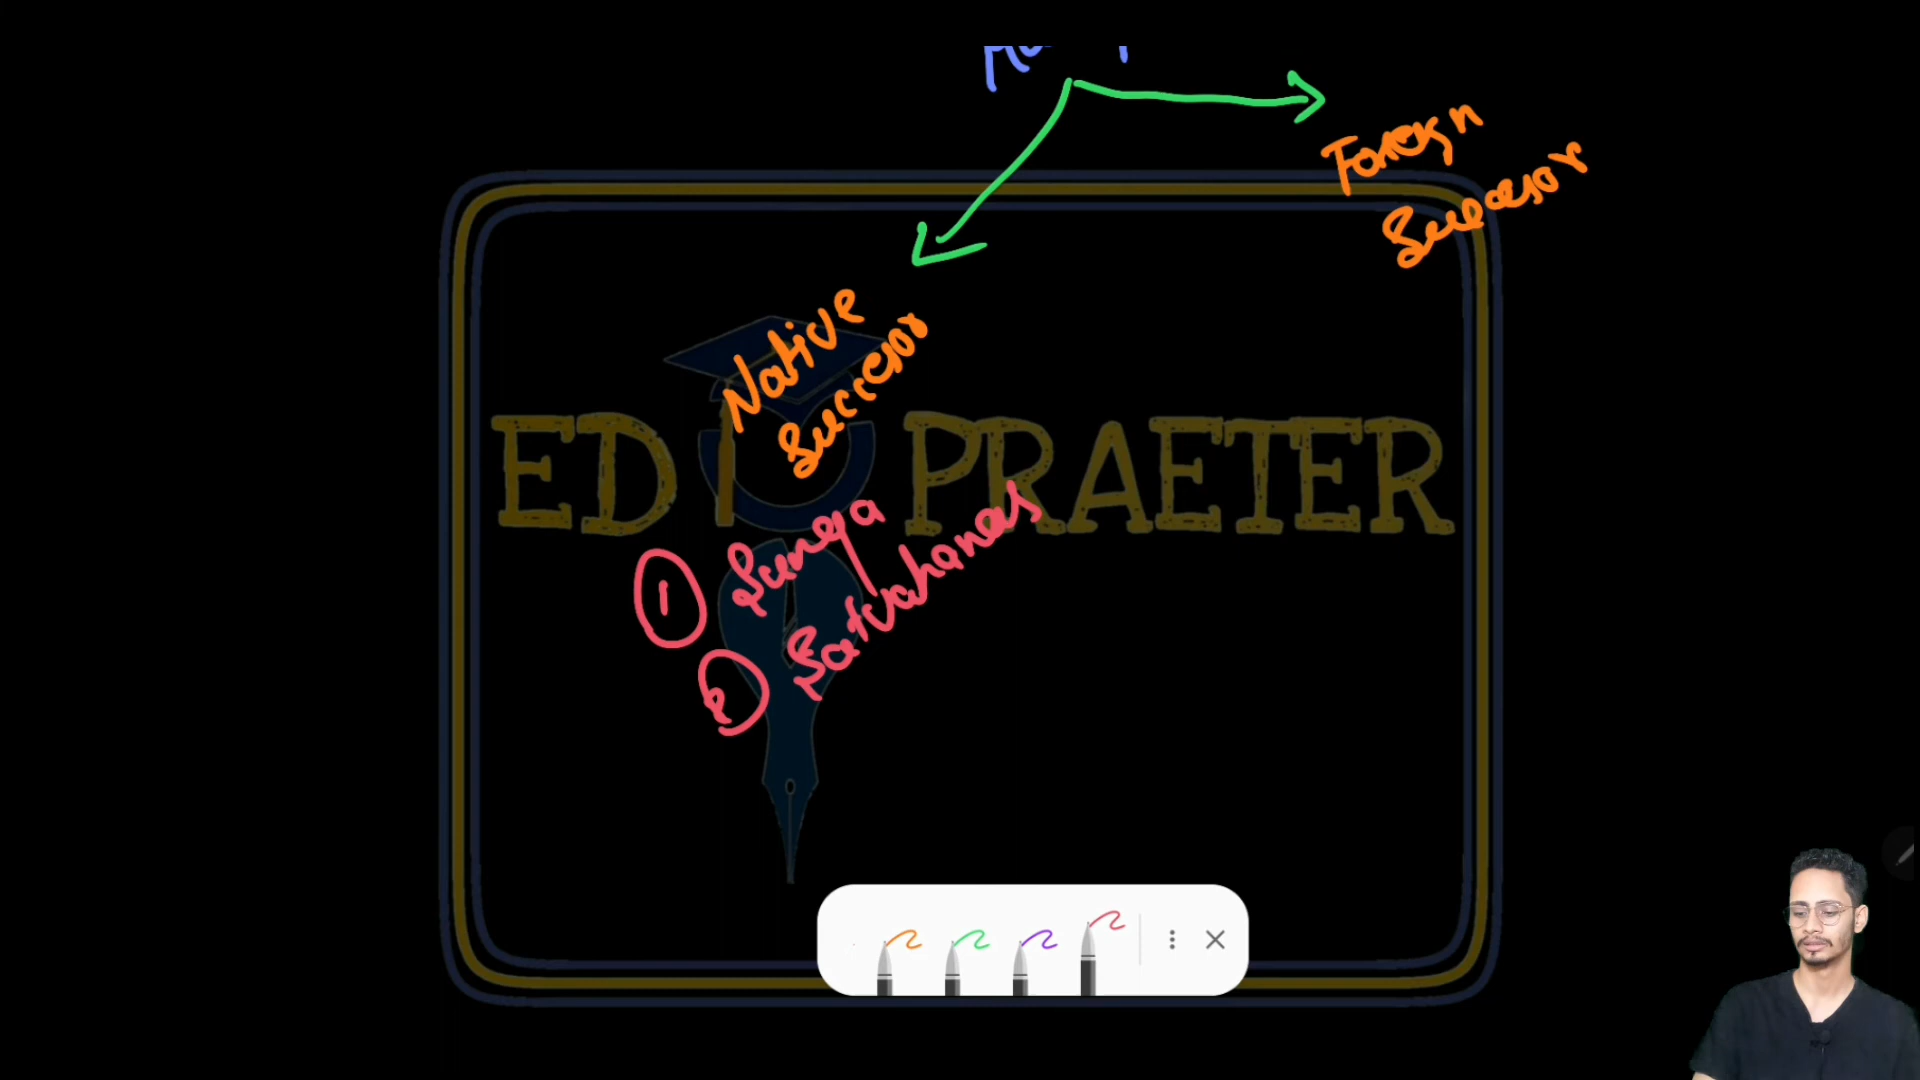 Foreign
Successor
Native
Successor
EDU PRAETER
① Sunga
② Satvahanas